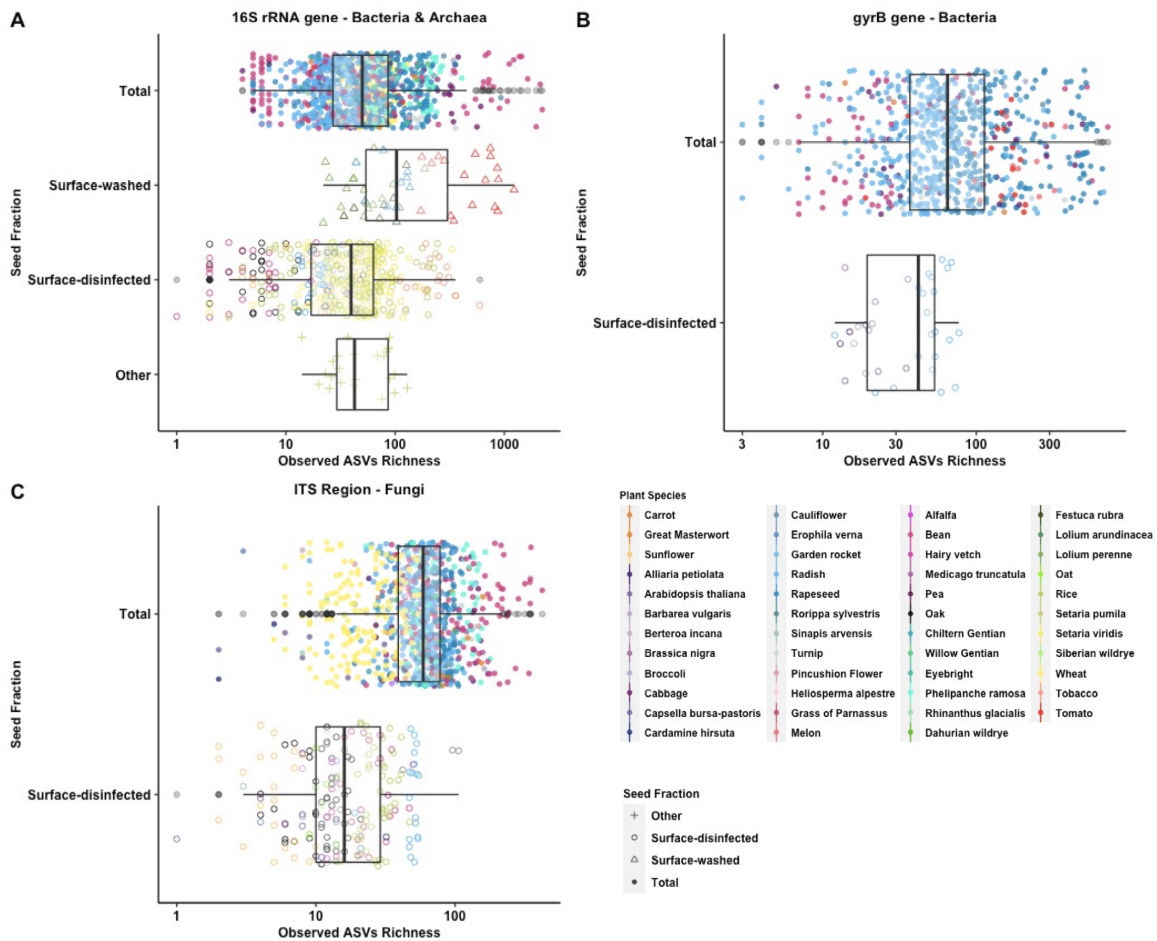 A
16S rRNA gene - Bacteria & Archaea
Seed Fraction
Total
Surface-washed
Surface-disinfected
Other
1 10 100 1000
Observed ASVs Richness
B
gyrB gene - Bacteria
Seed Fraction
Total
Surface-disinfected
3 10 30 100 300
Observed ASVs Richness
C
ITS Region - Fungi
Seed Fraction
Total
Surface-disinfected
1 10 100
Observed ASVs Richness
Plant Species
Carrot
Great Masterwort
Sunflower
Alliaria petiolata
Arabidopsis thaliana
Barbarea vulgaris
Berteroa incana
Brassica nigra
Broccoli
Cabbage
Capsella bursa-pastoris
Cardamine hirsuta
Cauliflower
Erophila verna
Garden rocket
Radish
Rapeseed
Rorippa sylvestris
Sinapis arvensis
Turnip
Pincushion Flower
Heliosperma alpestre
Grass of Parnassus
Melon
Alfalfa
Bean
Hairy vetch
Medicago truncatula
Pea
Oak
Chiltern Gentian
Willow Gentian
Eyebright
Phelipanche ramosa
Rhinanthus glacialis
Dahurian wildrye
Festuca rubra
Lolium arundinacea
Lolium perenne
Oat
Rice
Setaria pumila
Setaria viridis
Siberian wildrye
Wheat
Tobacco
Tomato
Seed Fraction
Other
Surface-disinfected
Surface-washed
Total